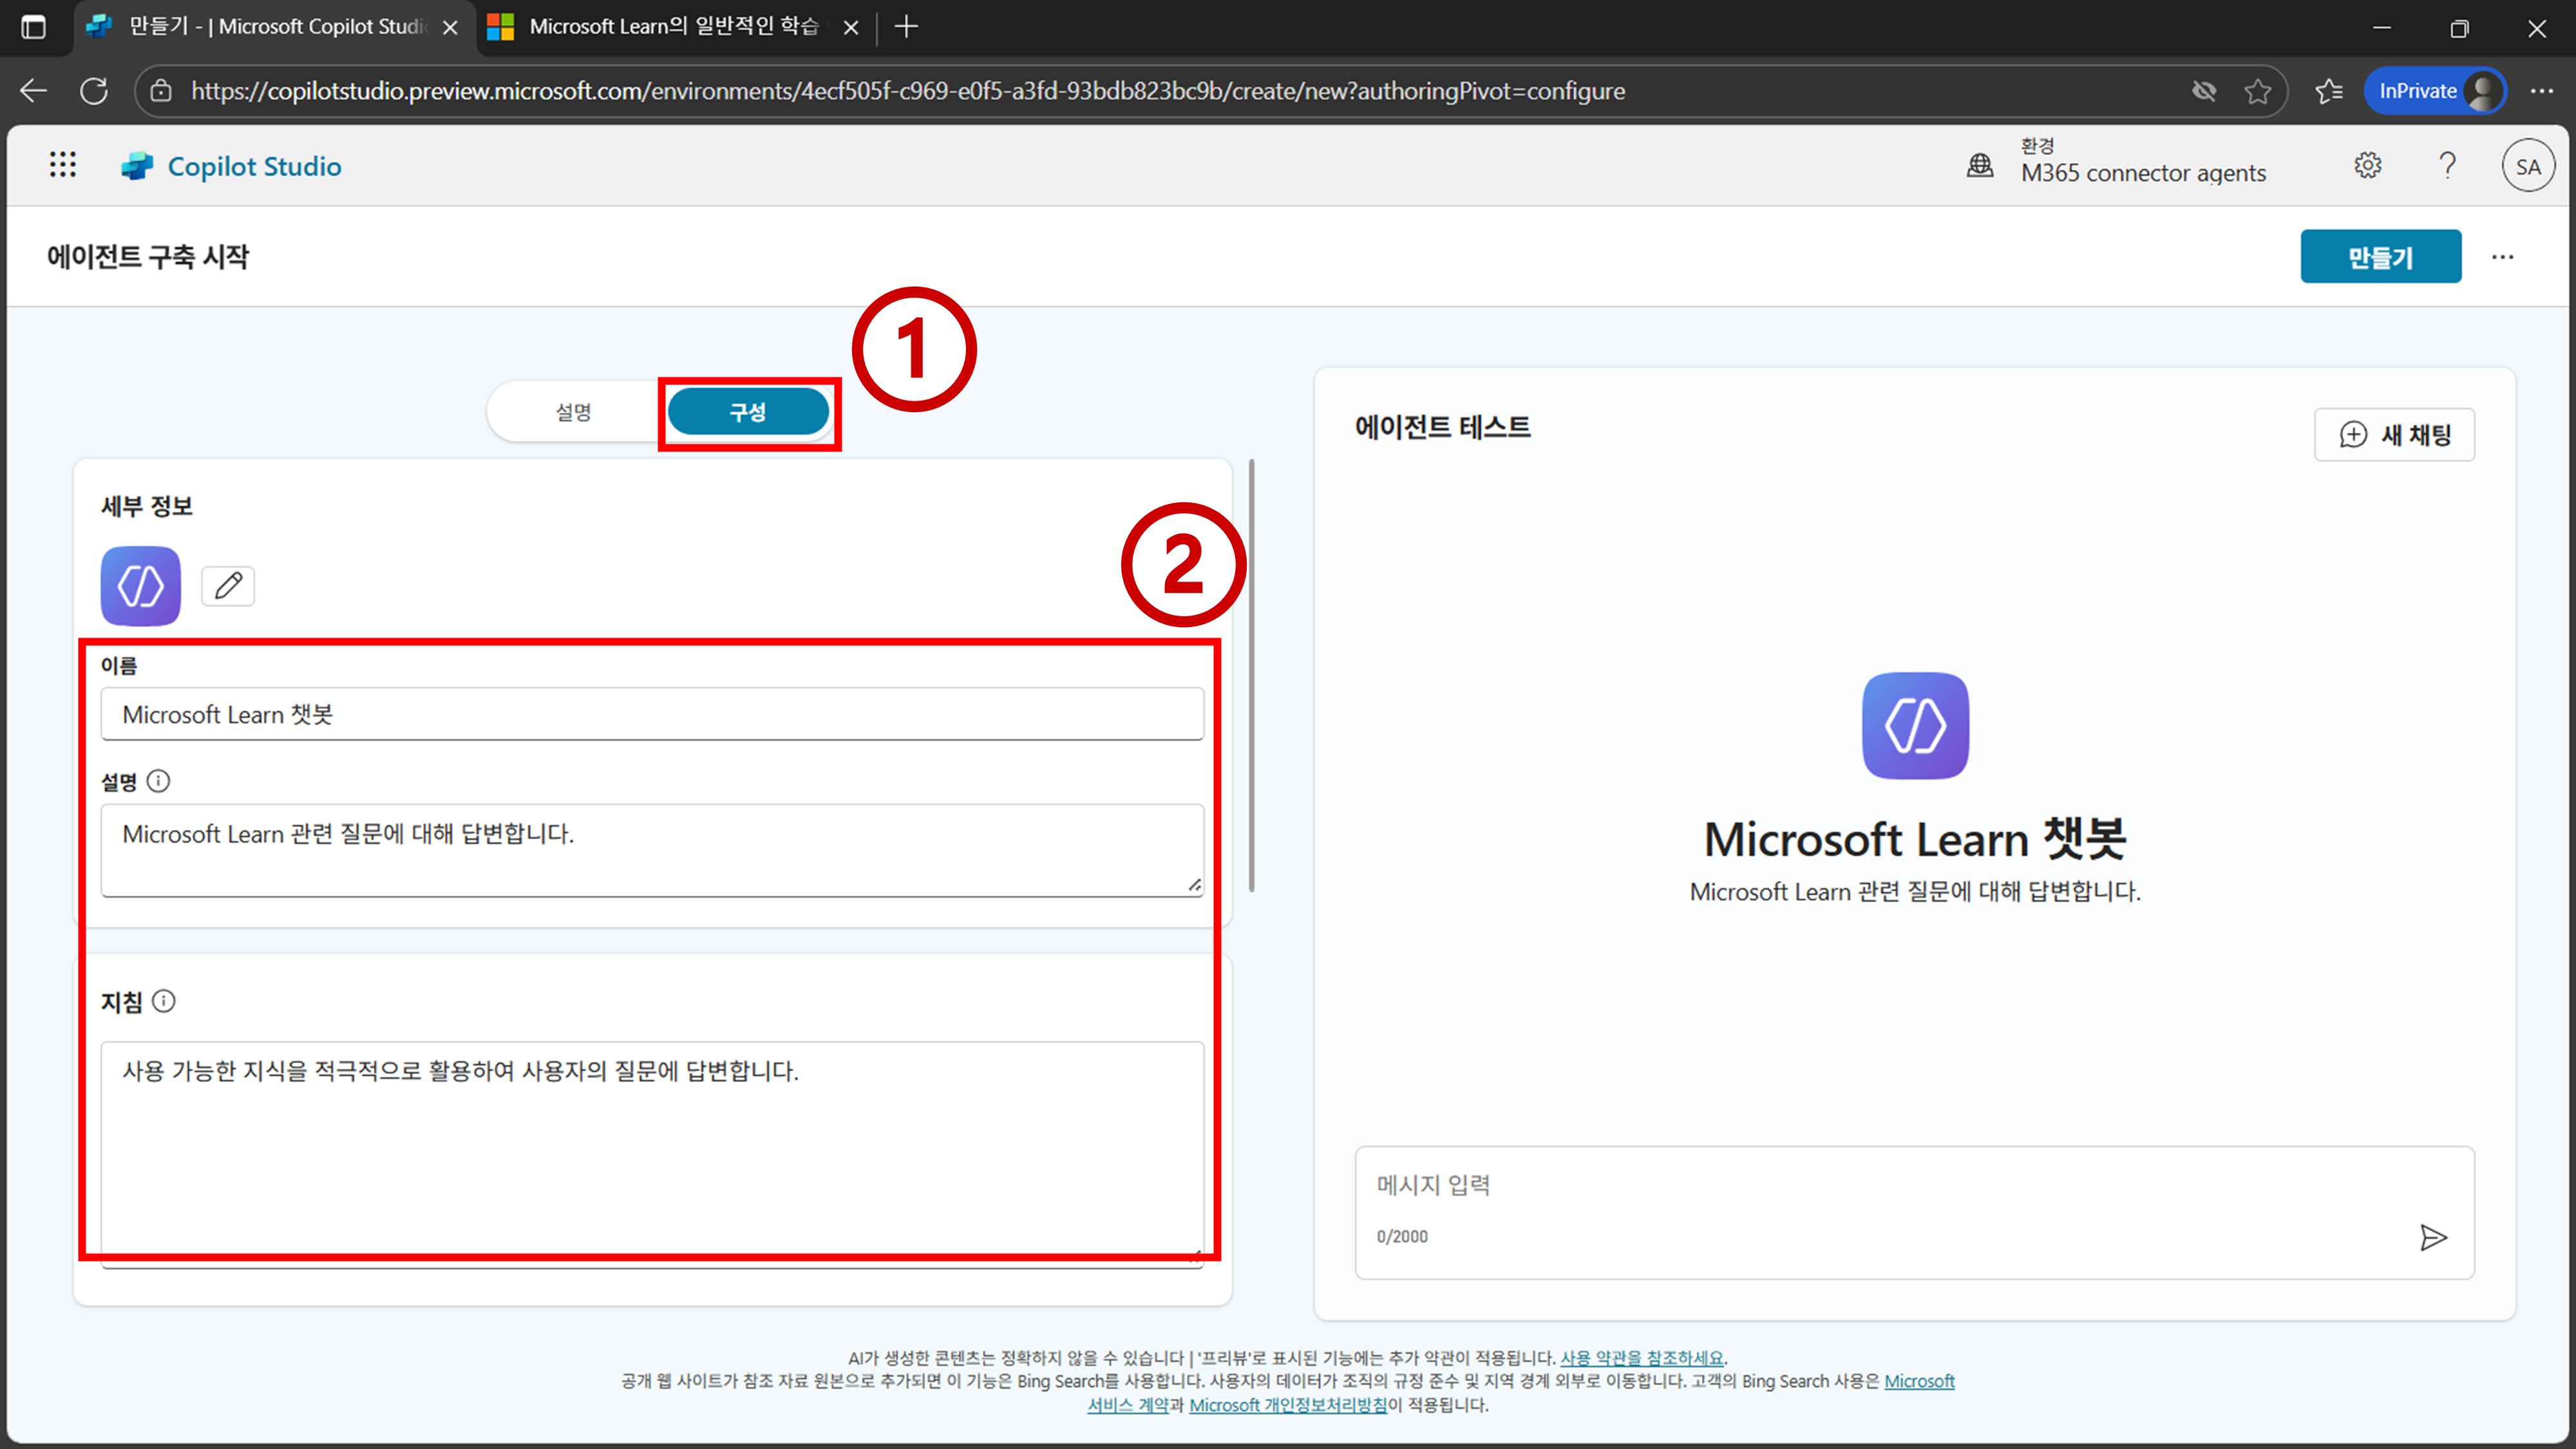 만들기 - | Microsoft Copilot Studi
Microsoft Learn의 일반적인 학습
https://copilotstudio.preview.microsoft.com/environments/4ecf505f-c969-e0f5-a3fd-93bdb823bc9b/create/new?authoringPivot=configure
InPrivate
Copilot Studio
환경
M365 connector agents
SA
에이전트 구축 시작
만들기
1
설명
구성
에이전트 테스트
새 채팅
세부 정보
2
이름
Microsoft Learn 챗봇
설명
Microsoft Learn 관련 질문에 대해 답변합니다.
지침
사용 가능한 지식을 적극적으로 활용하여 사용자의 질문에 답변합니다.
Microsoft Learn 챗봇
Microsoft Learn 관련 질문에 대해 답변합니다.
메시지 입력
0/2000
AI가 생성한 콘텐츠는 정확하지 않을 수 있습니다 | '프리뷰'로 표시된 기능에는 추가 약관이 적용됩니다. 사용 약관을 참조하세요.
공개 웹 사이트가 참조 자료 원본으로 추가되면 이 기능은 Bing Search를 사용합니다. 사용자의 데이터가 조직의 규정 준수 및 지역 경계 외부로 이동합니다. 고객의 Bing Search 사용은 Microsoft
서비스 계약과 Microsoft 개인정보처리방침이 적용됩니다.